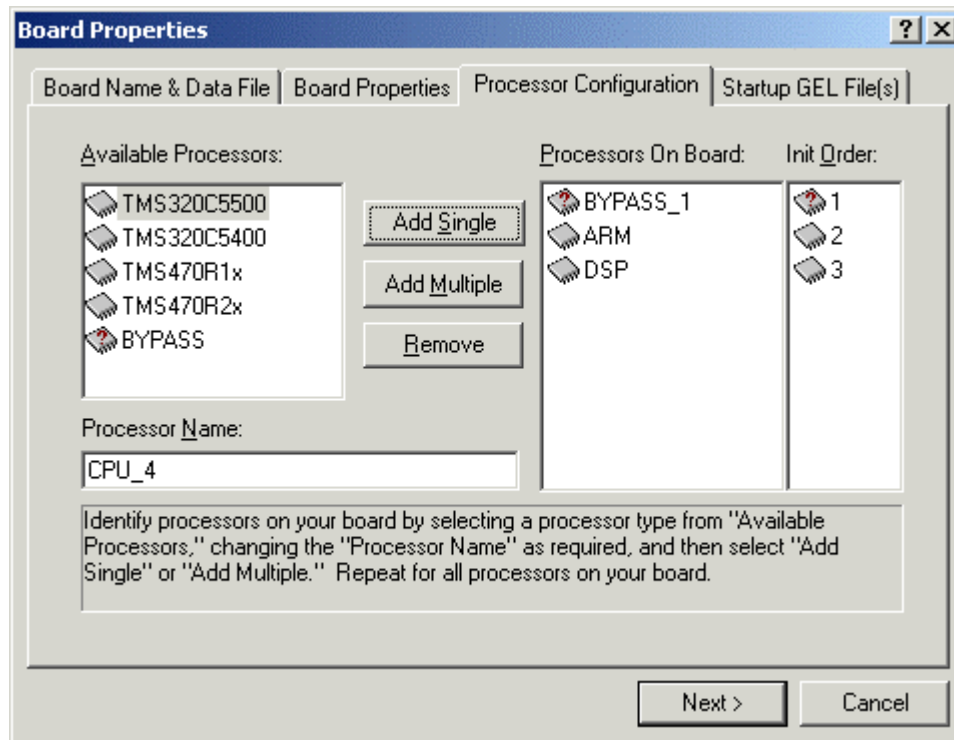 Board Properties
Board Name & Data File Board Properties Processor Configuration Startup GEL File(s)
Available Processors:
TMS320C5500
TMS320C5400
TMS470R1x
TMS470R2x
BYPASS
Add Single
Add Multiple
Remove
Processors On Board: Init Order:
BYPASS_1 1
ARM 2
DSP 3
Processor Name:
CPU_4
Identify processors on your board by selecting a processor type from "Available
Processors," changing the "Processor Name" as required, and then select "Add
Single" or "Add Multiple." Repeat for all processors on your board.
Next > Cancel